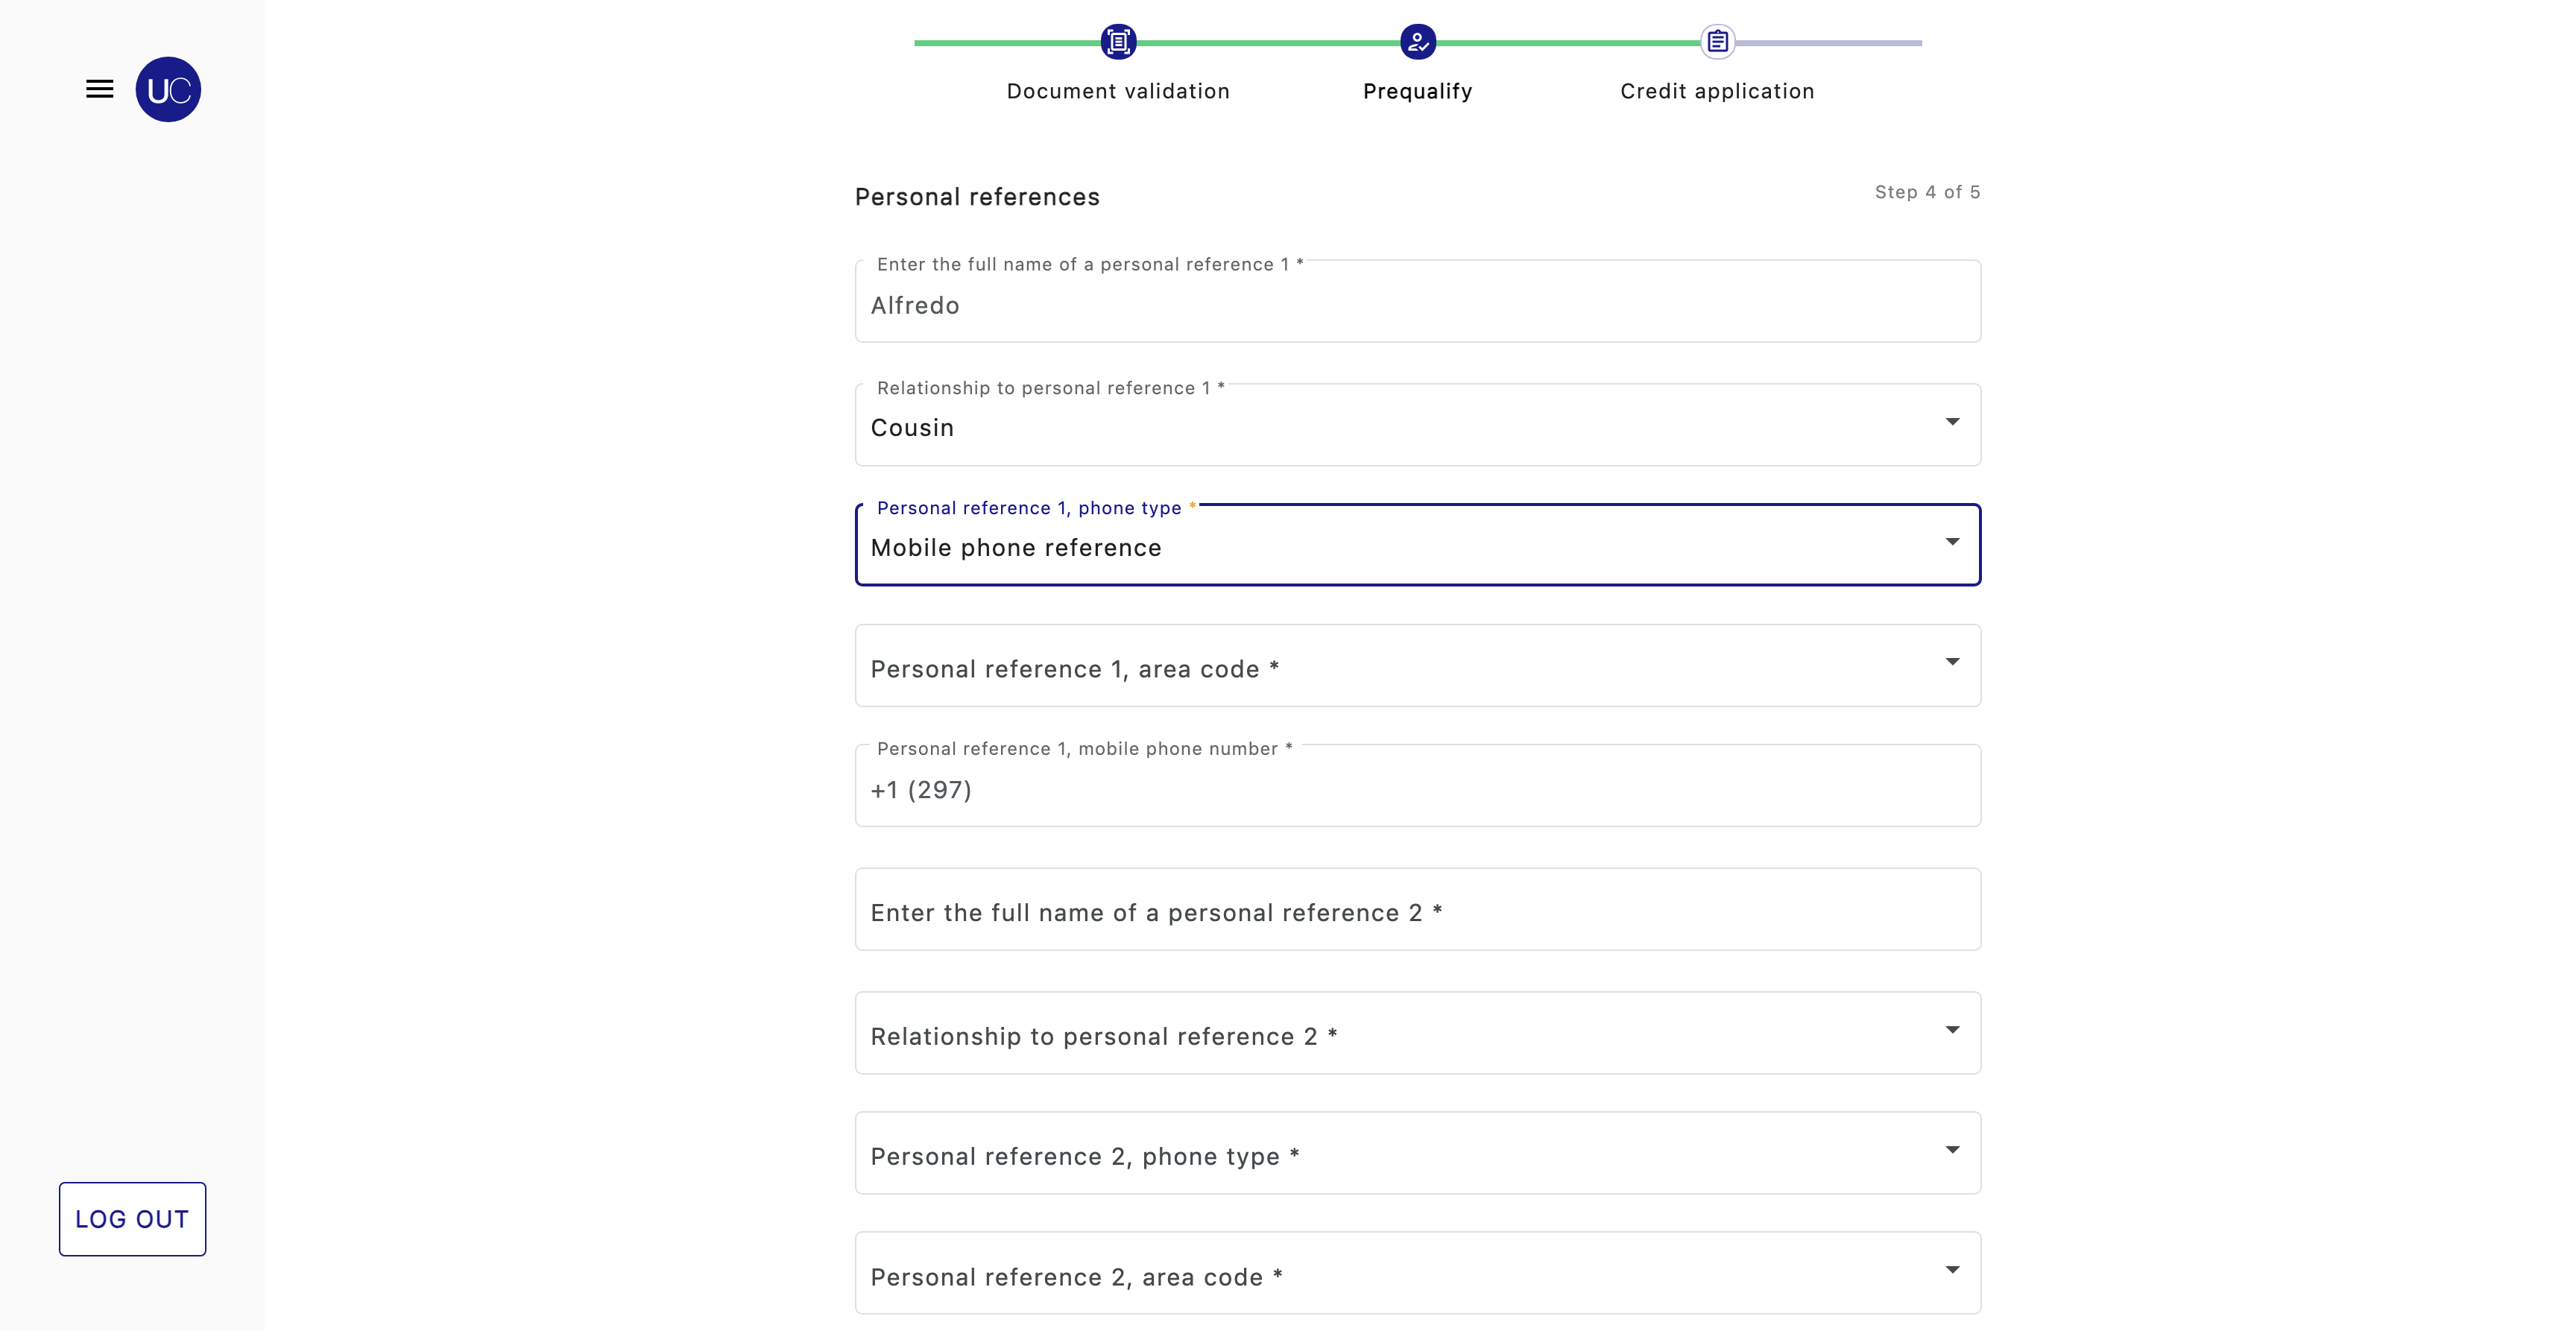 UC
Document validation
Prequalify
Credit application
Personal references
Step 4 of 5
Enter the full name of a personal reference 1 *
Alfredo
Relationship to personal reference 1 *
Cousin
Personal reference 1, phone type *
Mobile phone reference
Personal reference 1, area code *
Personal reference 1, mobile phone number *
+1 (297)
Enter the full name of a personal reference 2 *
Relationship to personal reference 2 *
Personal reference 2, phone type *
Personal reference 2, area code *
LOG OUT